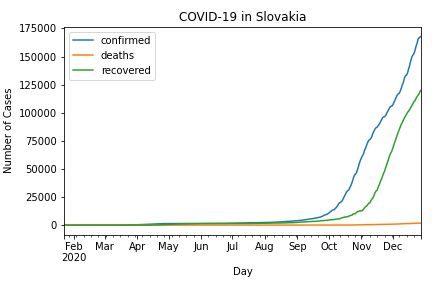 COVID-19 in Slovakia
confirmed
deaths
recovered
Number of Cases
175000
150000
125000
100000
75000
50000
25000
0
Feb Mar Apr May Jun Jul Aug Sep Oct Nov Dec
2020
Day